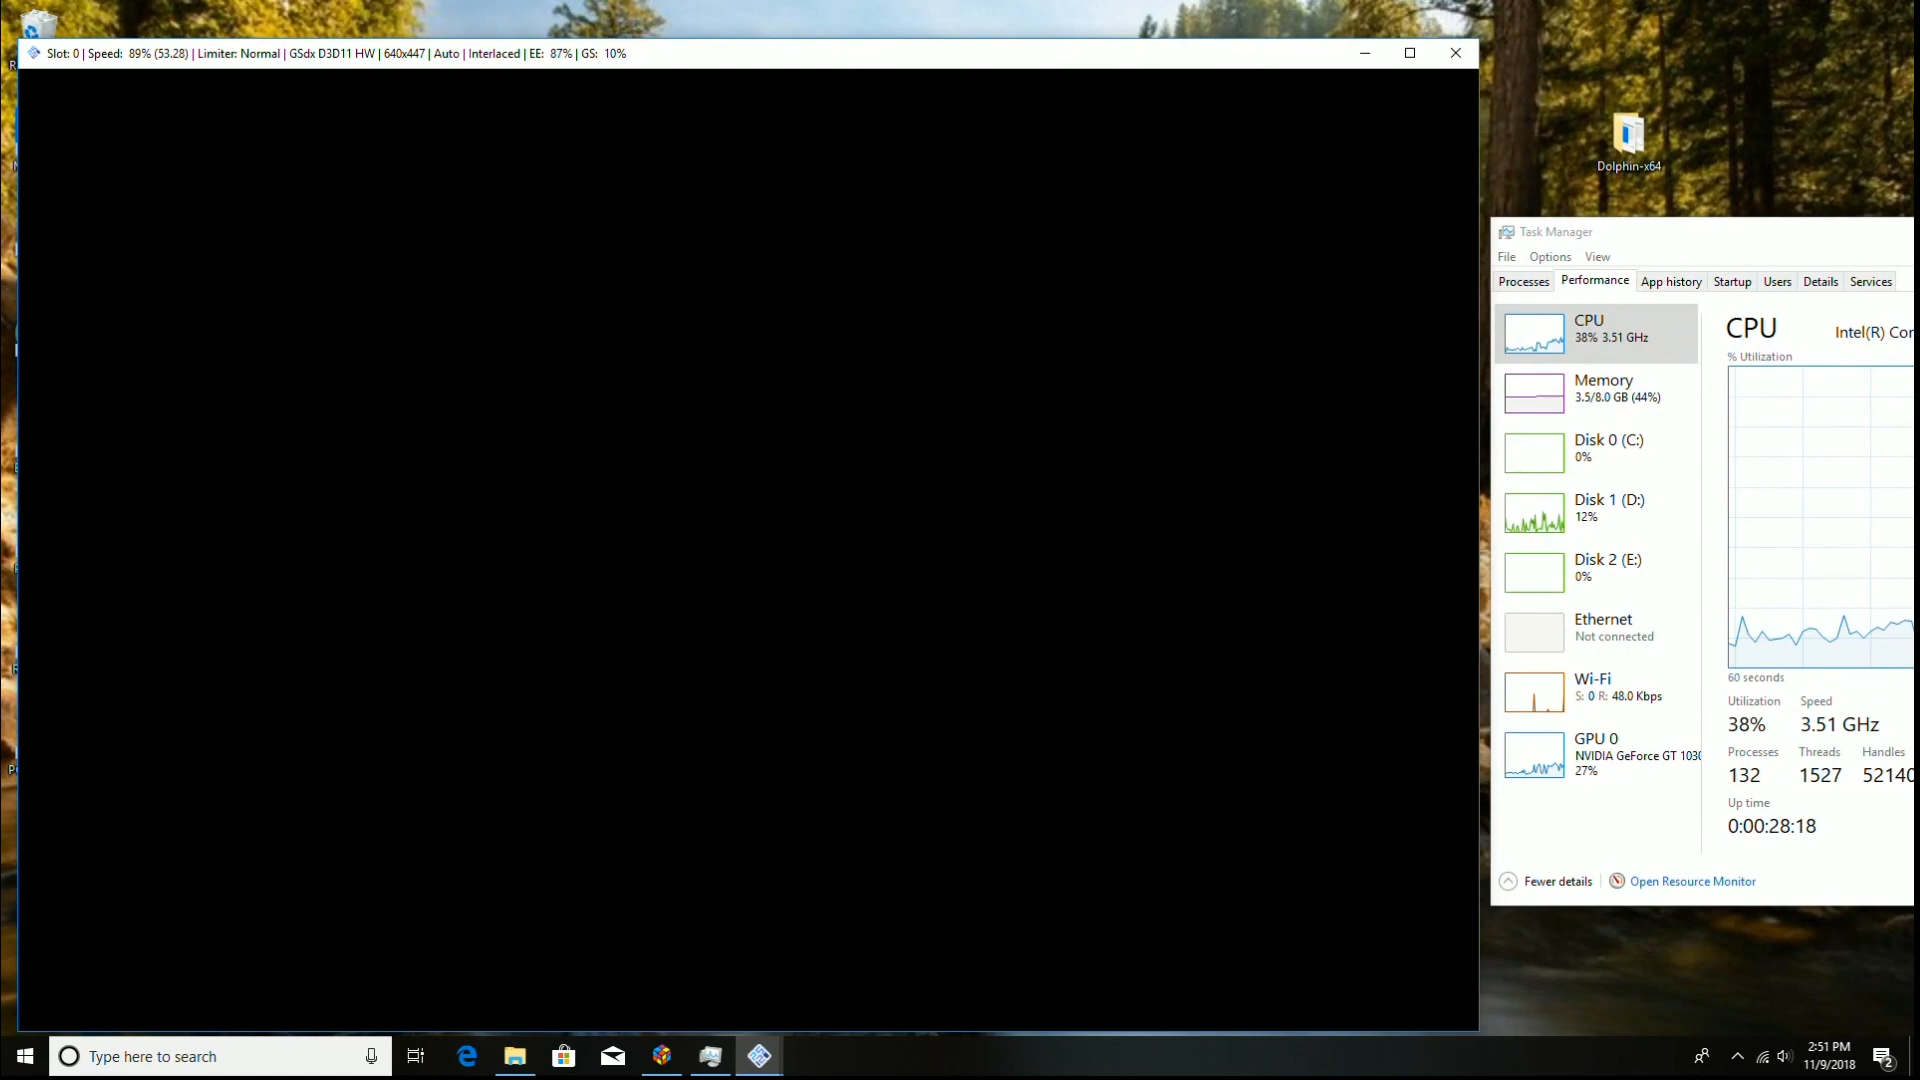 Slot: 0 | Speed: 89% (53.28) | Limiter: Normal | GSdx D3D11 HW | 640x447 | Auto | Interlaced | EE: 87% | GS: 10%
Dolphin-x64
Task Manager
File Options View
Processes Performance App history Startup Users Details Services
CPU
38% 3.51 GHz
Memory
3.5/8.0 GB (44%)
Disk 0 (C:)
0%
Disk 1 (D:)
12%
Disk 2 (E:)
0%
Ethernet
Not connected
Wi-Fi
S: 0 R: 48.0 Kbps
GPU 0
NVIDIA GeForce GT 1030
27%
CPU Intel(R) Cor
% Utilization
60 seconds
Utilization Speed
38% 3.51 GHz
Processes Threads Handles
132 1527 52140
Up time
0:00:28:18
Fewer details Open Resource Monitor
Type here to search
2:51 PM
11/9/2018
2